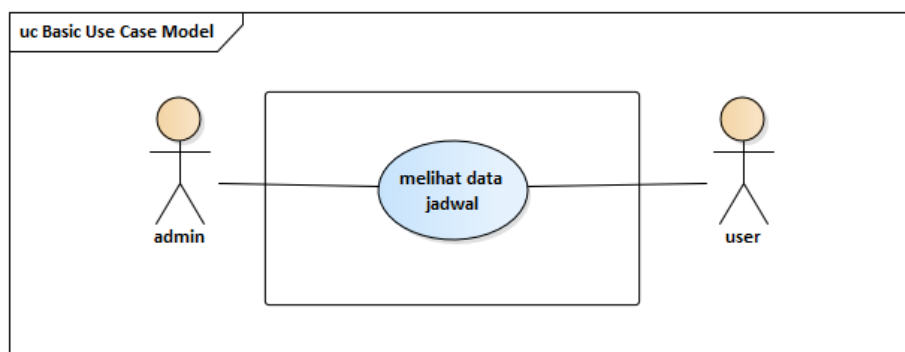 uc Basic Use Case Model
melihat data
jadwal
admin
user